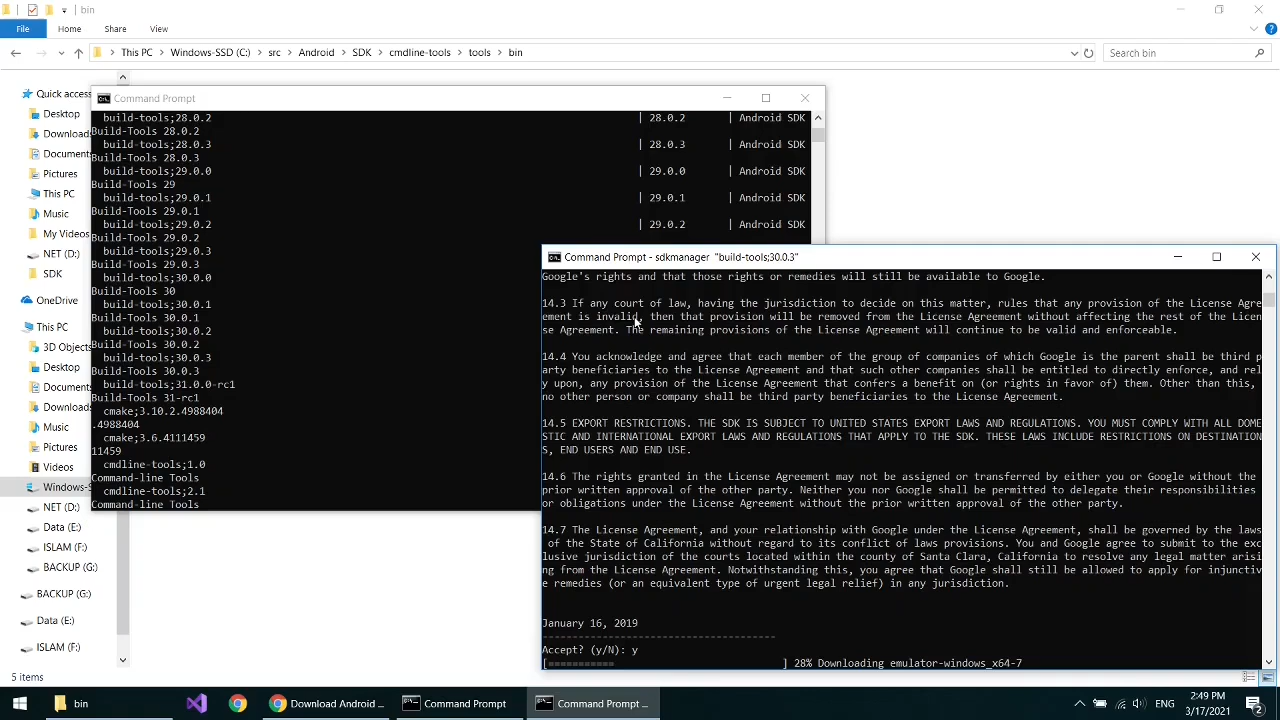 bin
File
Home
Share
View
This PC
Windows-SSD (C:)
src
Android
SDK
cmdline-tools
tools
bin
Search bin
Quick access
Desktop
Download
Document
Pictures
This PC
Music
My Videos
NET (D:)
SDK
OneDrive
This PC
3D Objects
Desktop
Document
Download
Music
Pictures
Videos
Windows-S
NET (D:)
Data (E:)
ISLAM (F:)
BACKUP (G:)
BACKUP (G:)
Data (E:)
ISLAM (F:)
5 items
Command Prompt
build-tools;28.0.2 | 28.0.2 | Android SDK
Build-Tools 28.0.2
build-tools;28.0.3 | 28.0.3 | Android SDK
Build-Tools 28.0.3
build-tools;29.0.0 | 29.0.0 | Android SDK
Build-Tools 29
build-tools;29.0.1 | 29.0.1 | Android SDK
Build-Tools 29.0.1
build-tools;29.0.2 | 29.0.2 | Android SDK
Build-Tools 29.0.2
build-tools;29.0.3
Build-Tools 29.0.3
build-tools;30.0.0
Build-Tools 30
build-tools;30.0.1
Build-Tools 30.0.1
build-tools;30.0.2
Build-Tools 30.0.2
build-tools;30.0.3
Build-Tools 30.0.3
build-tools;31.0.0-rc1
Build-Tools 31-rc1
cmake;3.10.2.4988404
.4988404
cmake;3.6.4111459
11459
cmdline-tools;1.0
Command-line Tools
cmdline-tools;2.1
Command-line Tools
Command Prompt - sdkmanager "build-tools;30.0.3"
Google's rights and that those rights or remedies will still be available to Google.
14.3 If any court of law, having the jurisdiction to decide on this matter, rules that any provision of the License Agre
ement is invalid, then that provision will be removed from the License Agreement without affecting the rest of the Licen
se Agreement. The remaining provisions of the License Agreement will continue to be valid and enforceable.
14.4 You acknowledge and agree that each member of the group of companies of which Google is the parent shall be third p
arty beneficiaries to the License Agreement and that such other companies shall be entitled to directly enforce, and rel
y upon, any provision of the License Agreement that confers a benefit on (or rights in favor of) them. Other than this,
no other person or company shall be third party beneficiaries to the License Agreement.
14.5 EXPORT RESTRICTIONS. THE SDK IS SUBJECT TO UNITED STATES EXPORT LAWS AND REGULATIONS. YOU MUST COMPLY WITH ALL DOME
STIC AND INTERNATIONAL EXPORT LAWS AND REGULATIONS THAT APPLY TO THE SDK. THESE LAWS INCLUDE RESTRICTIONS ON DESTINATION
S, END USERS AND END USE.
14.6 The rights granted in the License Agreement may not be assigned or transferred by either you or Google without the
prior written approval of the other party. Neither you nor Google shall be permitted to delegate their responsibilities
or obligations under the License Agreement without the prior written approval of the other party.
14.7 The License Agreement, and your relationship with Google under the License Agreement, shall be governed by the laws
of the State of California without regard to its conflict of laws provisions. You and Google agree to submit to the exc
lusive jurisdiction of the courts located within the county of Santa Clara, California to resolve any legal matter arisi
ng from the License Agreement. Notwithstanding this, you agree that Google shall still be allowed to apply for injunctiv
e remedies (or an equivalent type of urgent legal relief) in any jurisdiction.
January 16, 2019
---------------------------------------
Accept? (y/N): y
[=========== ] 28% Downloading emulator-windows_x64-7
bin
Download Android ...
Command Prompt
Command Prompt ...
ENG
2:49 PM
3/17/2021
2